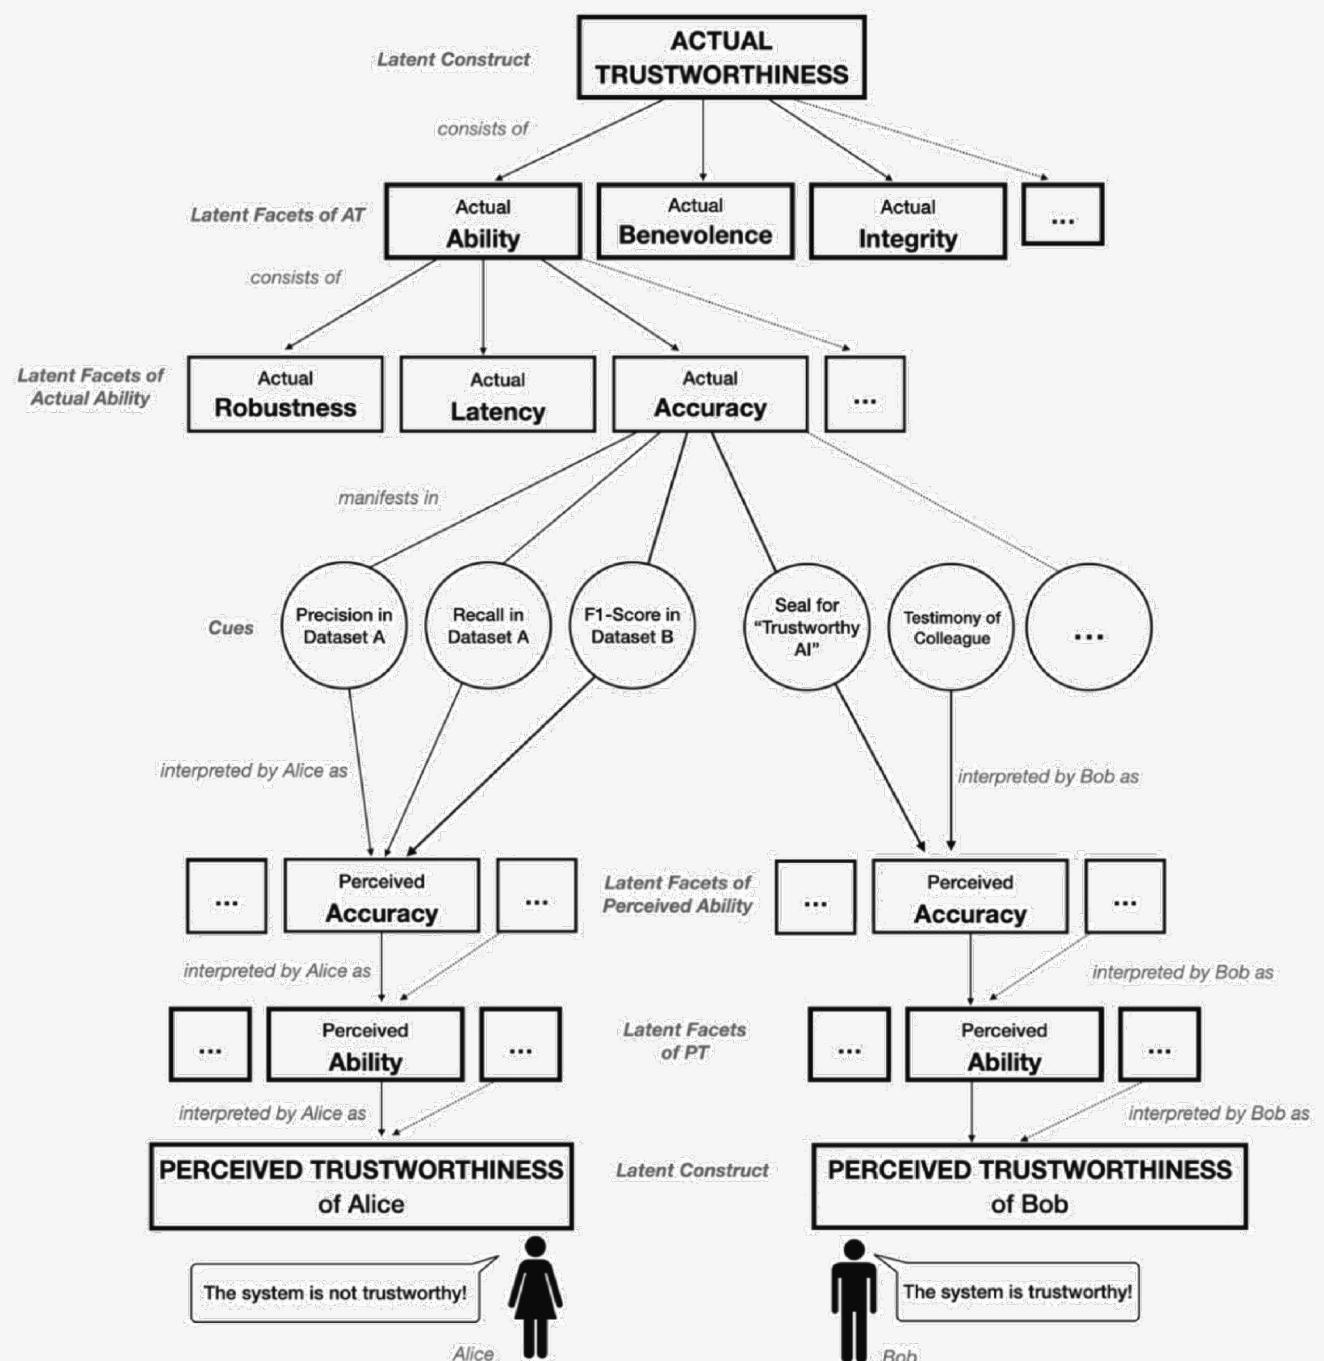 Latent Construct
ACTUAL
TRUSTWORTHINESS
consists of
Latent Facets of AT
Actual
Ability
Actual
Benevolence
Actual
Integrity
...
consists of
Latent Facets of
Actual Ability
Actual
Robustness
Actual
Latency
Actual
Accuracy
...
manifests in
Cues
Precision in
Dataset A
Recall in
Dataset A
F1-Score in
Dataset B
Seal for
“Trustworthy
AI”
Testimony of
Colleague
...
interpreted by Alice as
interpreted by Bob as
...
Perceived
Accuracy
...
Latent Facets of
Perceived Ability
...
Perceived
Accuracy
...
interpreted by Alice as
interpreted by Bob as
...
Perceived
Ability
...
Latent Facets
of PT
...
Perceived
Ability
...
interpreted by Alice as
interpreted by Bob as
PERCEIVED TRUSTWORTHINESS
of Alice
Latent Construct
PERCEIVED TRUSTWORTHINESS
of Bob
The system is not trustworthy!
The system is trustworthy!
Alice
Bob